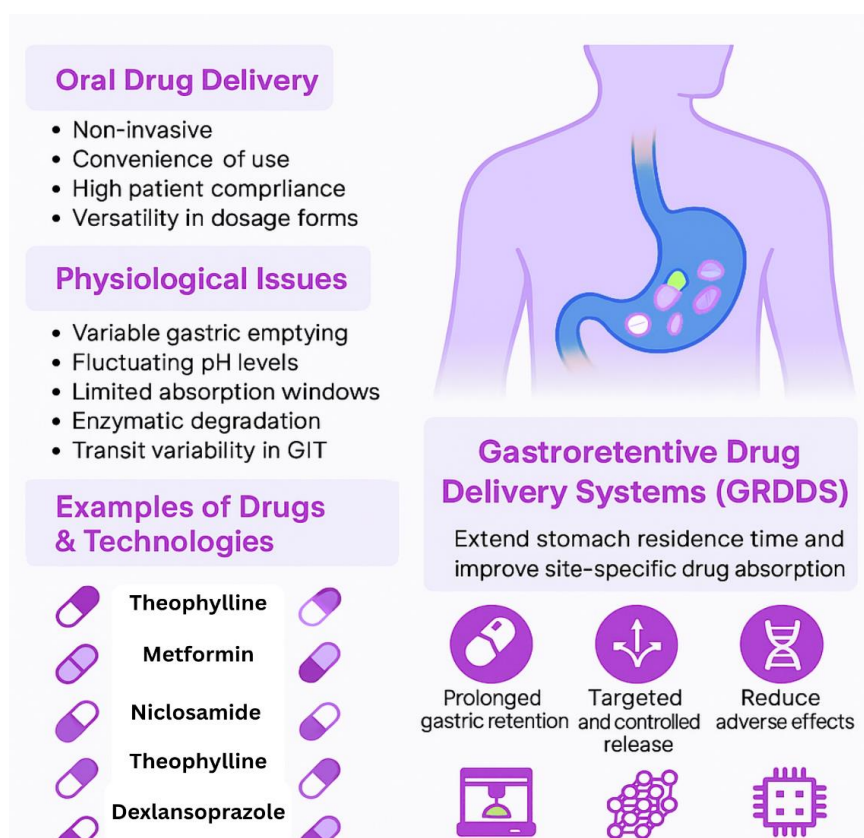 Oral Drug Delivery
• Non-invasive
• Convenience of use
• High patient comprliance
• Versatility in dosage forms
Physiological Issues
• Variable gastric emptying
• Fluctuating pH levels
• Limited absorption windows
• Enzymatic degradation
• Transit variability in GIT
Examples of Drugs
& Technologies
Theophylline
Metformin
Niclosamide
Theophylline
Dexlansoprazole
Gastroretentive Drug
Delivery Systems (GRDDS)
Extend stomach residence time and
improve site-specific drug absorption
Prolonged
gastric retention
Targeted
and controlled
release
Reduce
adverse effects